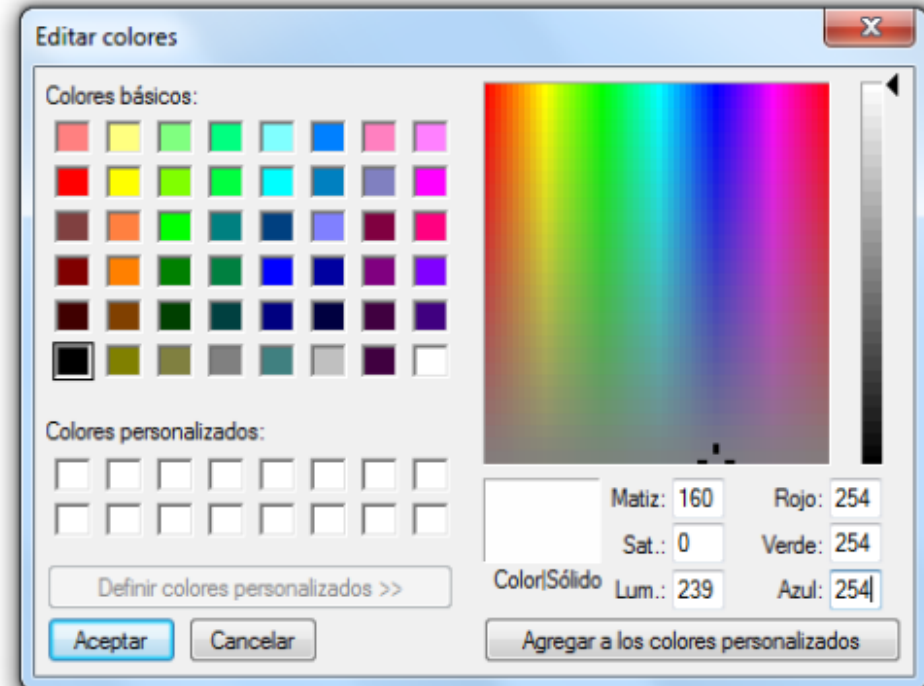 Editar colores
Colores básicos:
Colores personalizados:
Definir colores personalizados >>
Aceptar Cancelar
Color|Sólido
Matiz: 160 Rojo: 254
Sat.: 0 Verde: 254
Lum.: 239 Azul: 254
Agregar a los colores personalizados